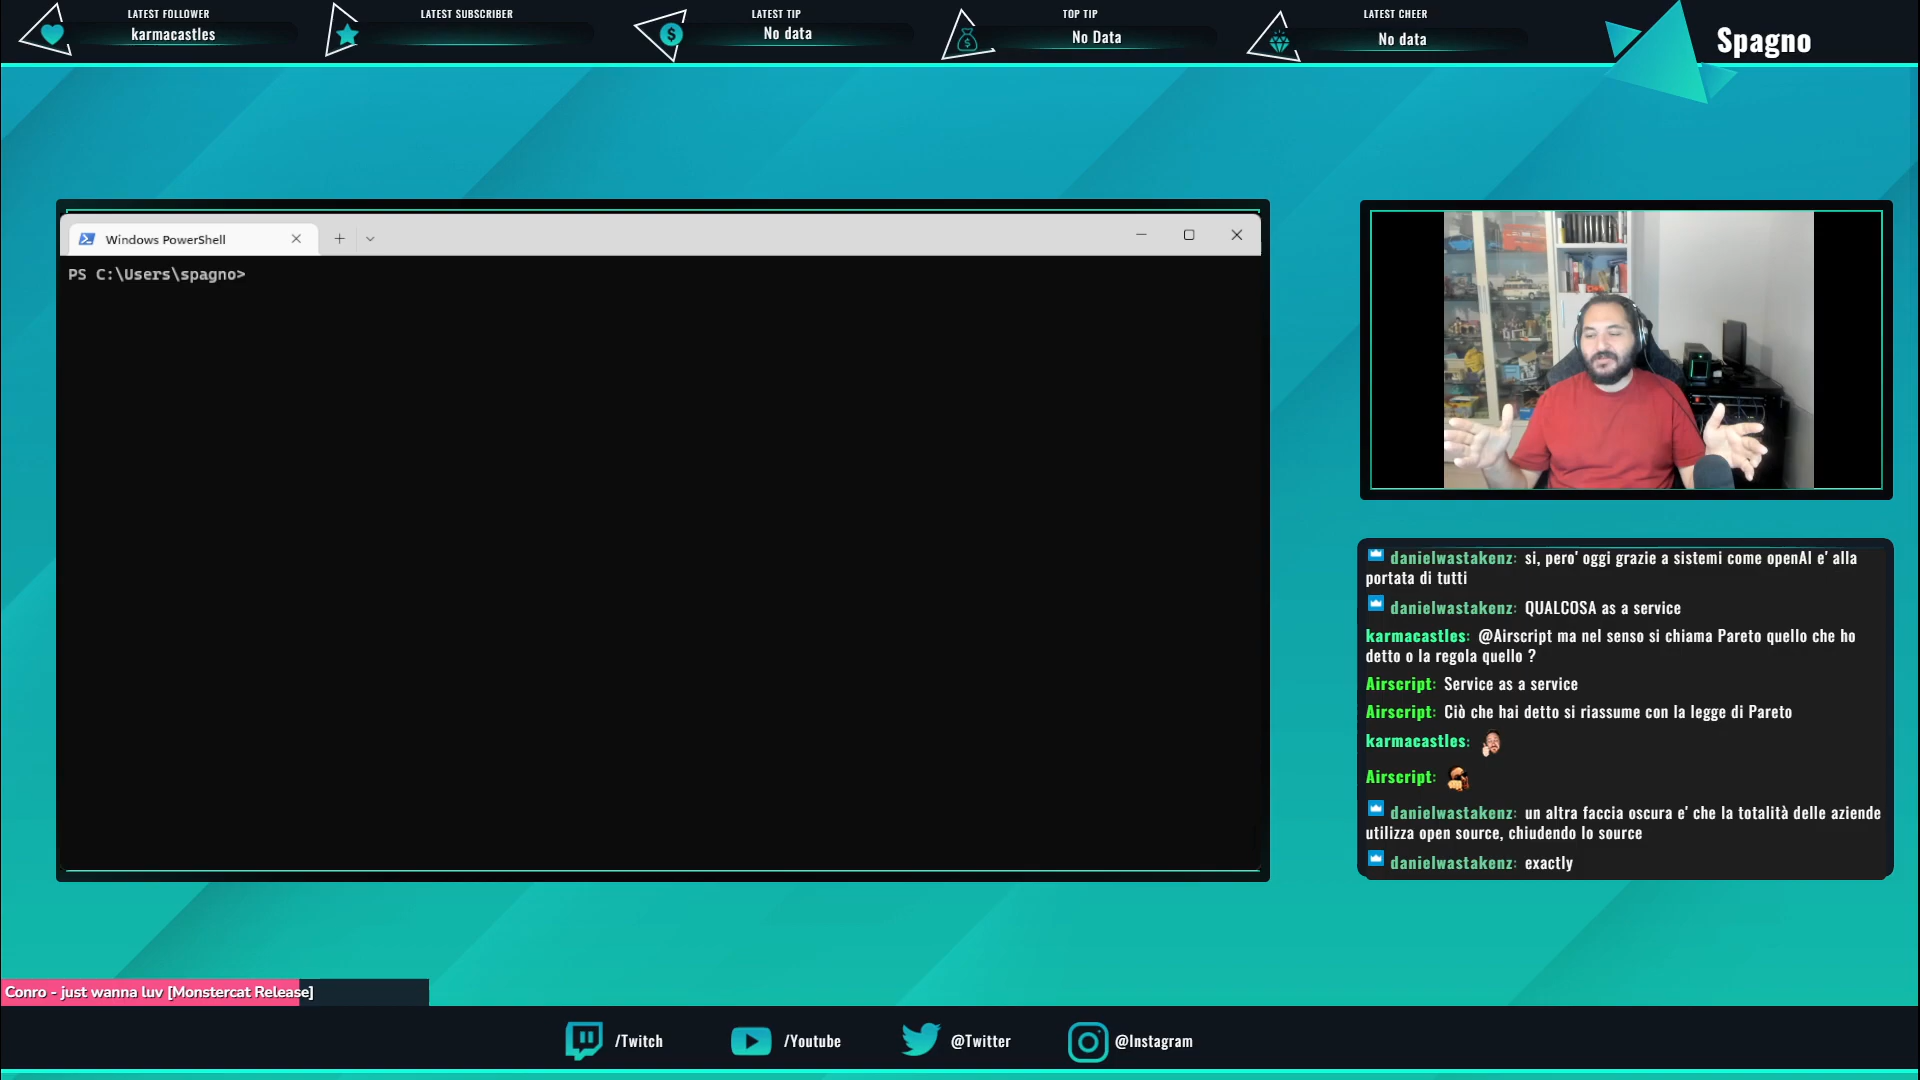 LATEST FOLLOWER
karmacastles
LATEST SUBSCRIBER
LATEST TIP
No data
TOP TIP
No Data
LATEST CHEER
No data
Spagno
Windows PowerShell
PS C:\Users\spagno>
danielwastakenz: si, pero' oggi grazie a sistemi come openAI e' alla
portata di tutti
danielwastakenz: QUALCOSA as a service
karmacastles: @Airscript ma nel senso si chiama Pareto quello che ho
detto o la regola quello ?
Airscript: Service as a service
Airscript: Ciò che hai detto si riassume con la legge di Pareto
karmacastles:
Airscript:
danielwastakenz: un altra faccia oscura e' che la totalità delle aziende
utilizza open source, chiudendo lo source
danielwastakenz: exactly
Conro - just wanna luv [Monstercat Release]
/Twitch
/Youtube
@Twitter
@Instagram